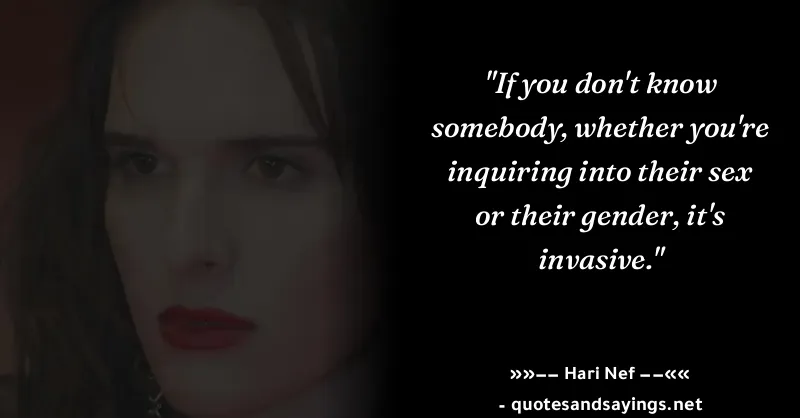 "If you don't know
somebody, whether you're
inquiring into their sex
or their gender, it's
invasive."
»»−− Hari Nef −−««
- quotesandsayings.net